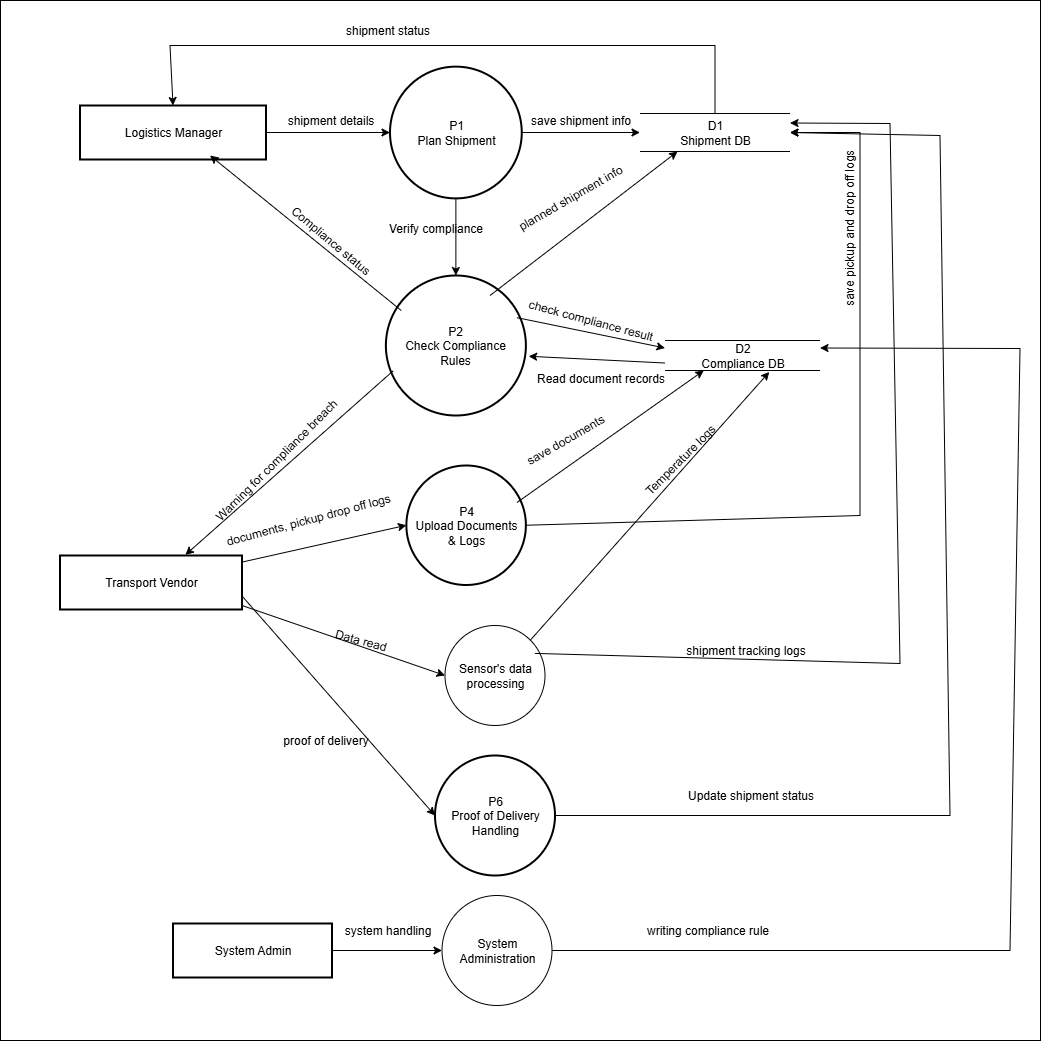 shipment status
Logistics Manager
shipment details
P1
Plan Shipment
save shipment info
D1
Shipment DB
save pickup and drop off logs
planned shipment info
Compliance status
Verify compliance
P2
Check Compliance
Rules
check compliance result
D2
Compliance DB
Read document records
Warning for compliance breach
save documents
Temperature logs
documents, pickup drop off logs
P4
Upload Documents
& Logs
Transport Vendor
Data read
Sensor's data
processing
shipment tracking logs
proof of delivery
P6
Proof of Delivery
Handling
Update shipment status
System Admin
system handling
System
Administration
writing compliance rule